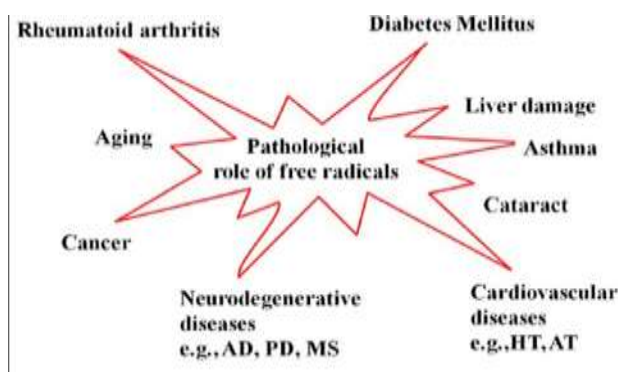 Rheumatoid arthritis
Diabetes Mellitus
Liver damage
Aging
Pathological
role of free radicals
Asthma
Cataract
Cancer
Neurodegenerative
diseases
e.g., AD, PD, MS
Cardiovascular
diseases
e.g.,HT, AT